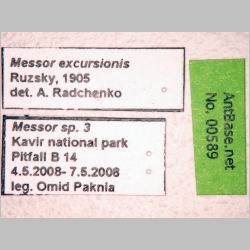 Messor excursionis
Ruzsky, 1905
det. A. Radchenko
Messor sp. 3
Kavir national park
Pitfall B 14
4.5.2008- 7.5.2008
leg. Omid Paknia
AntBase.net
No. 00589